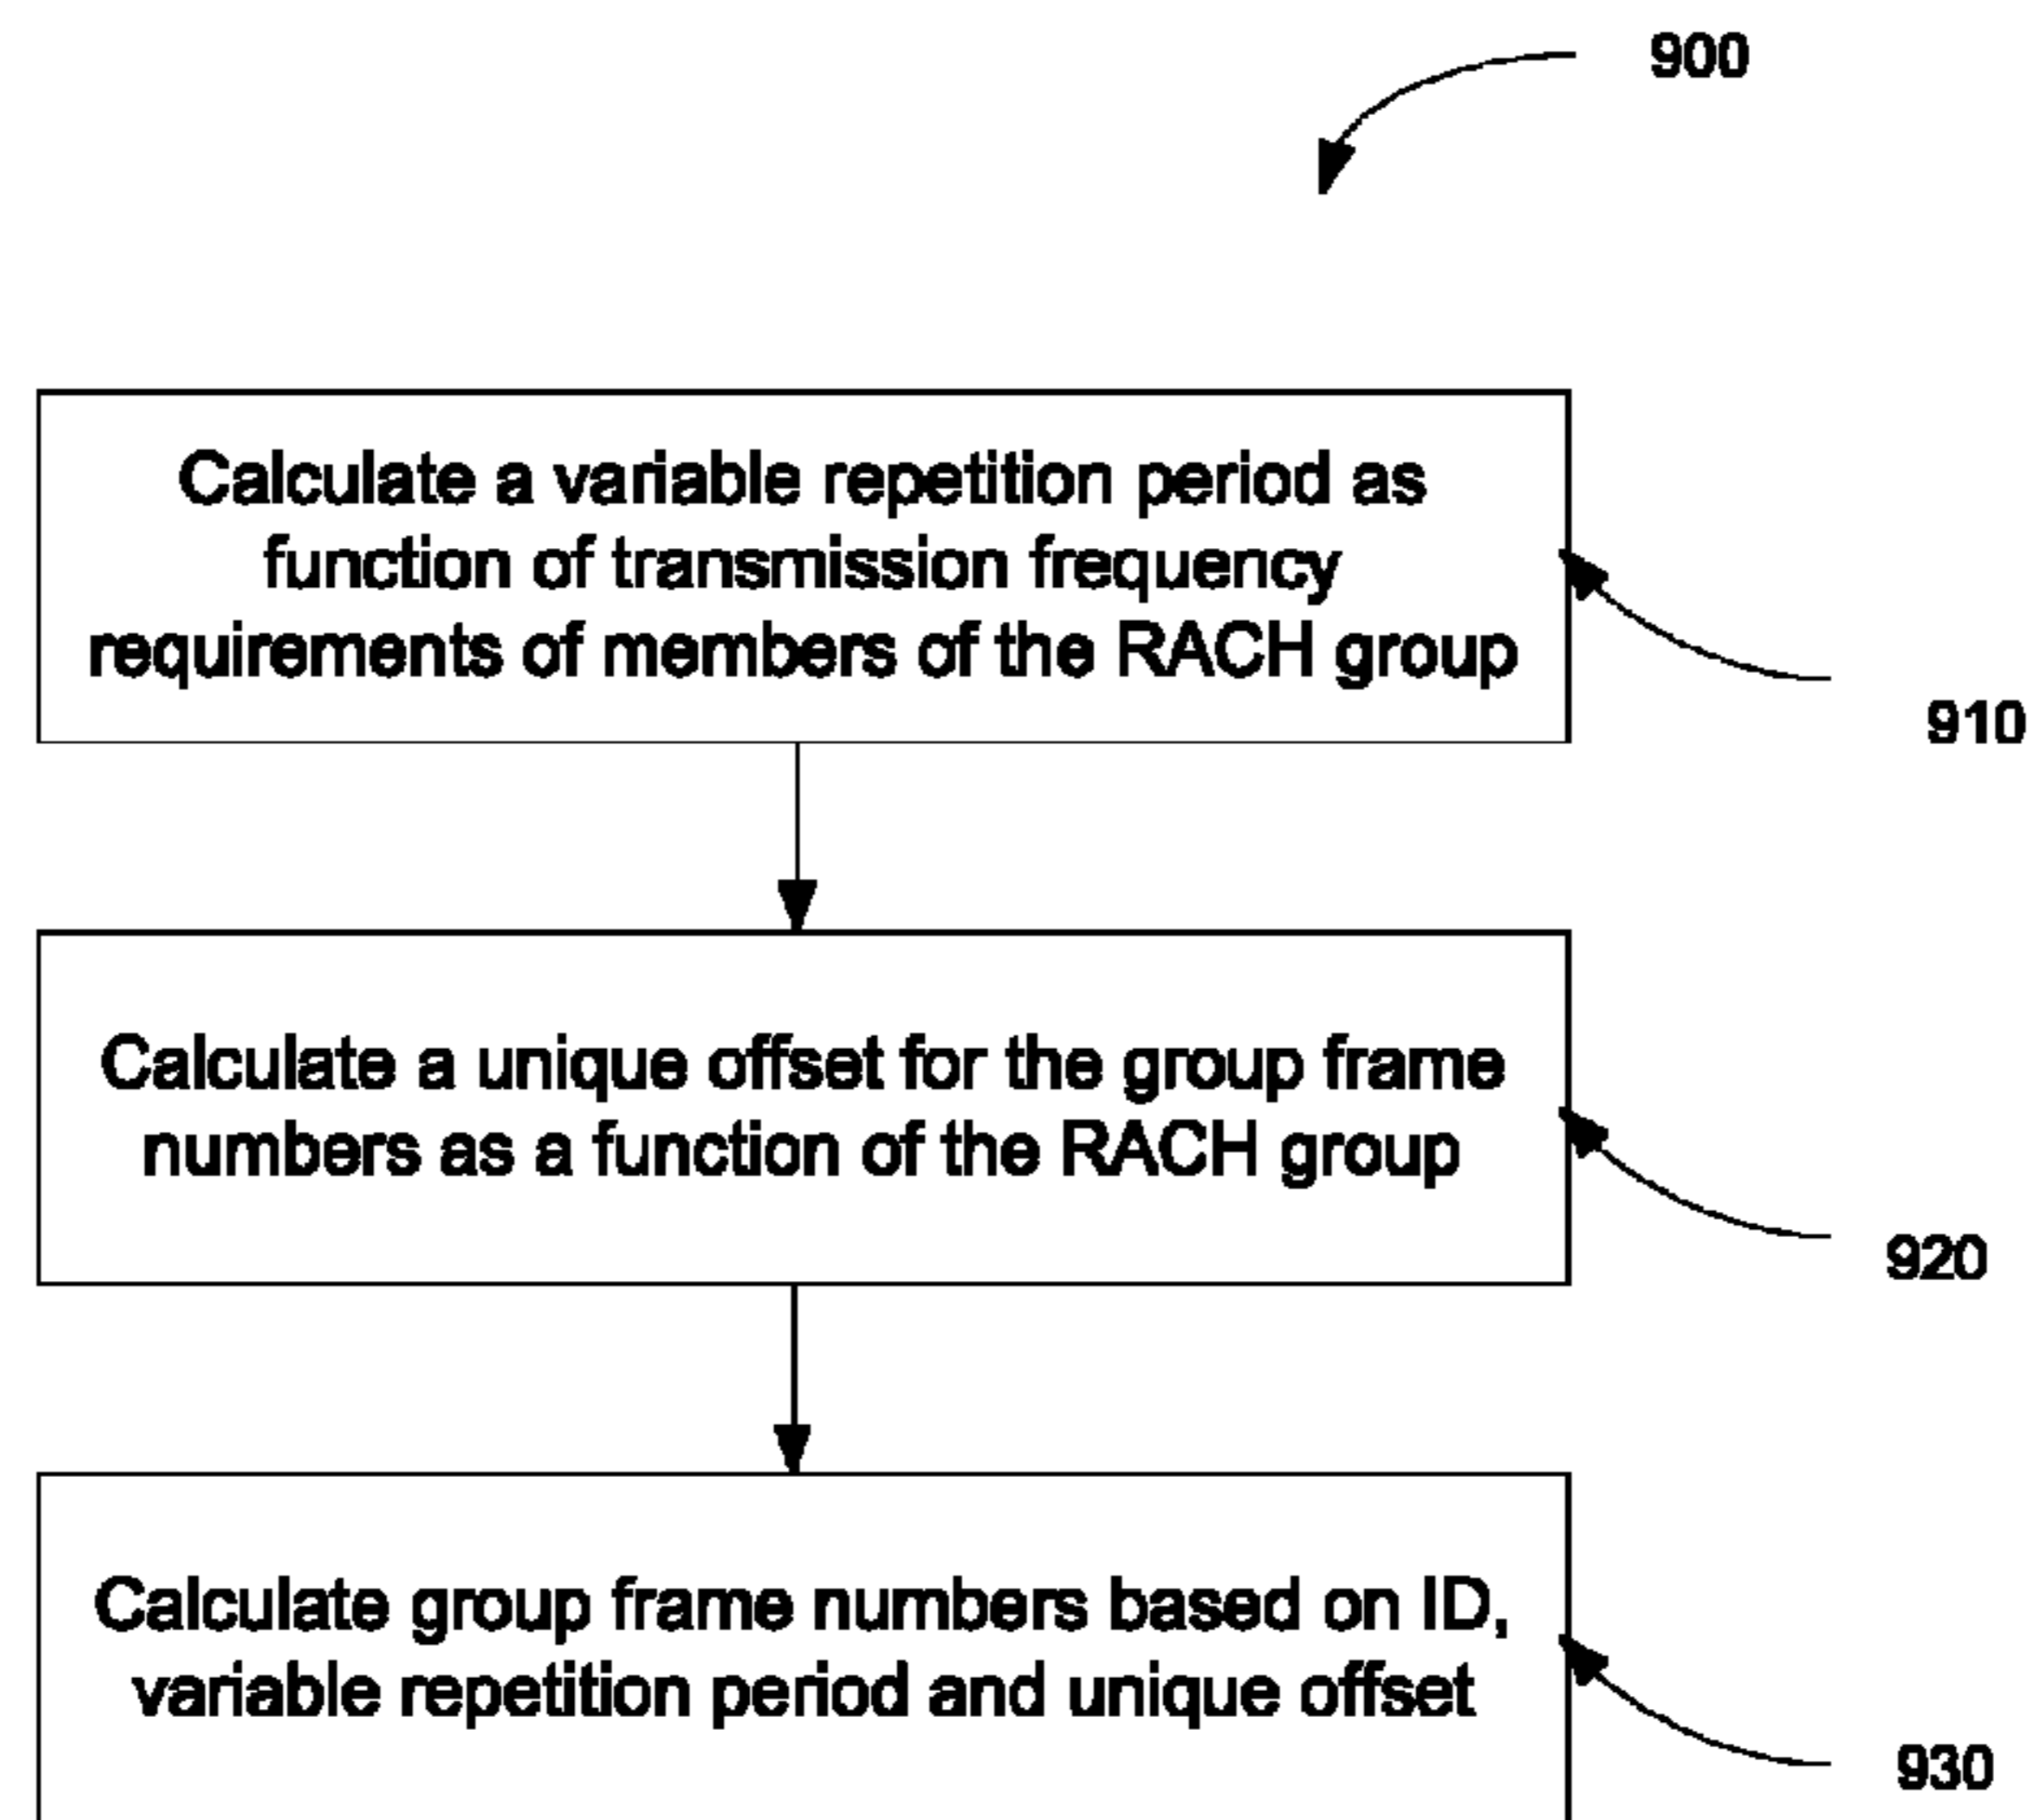 900
Calculate a variable repetition period as
function of transmission frequency
requirements of members of the RACH group
910
Calculate a unique offset for the group frame
numbers as a function of the RACH group
920
Calculate group frame numbers based on ID,
variable repetition period and unique offset
930